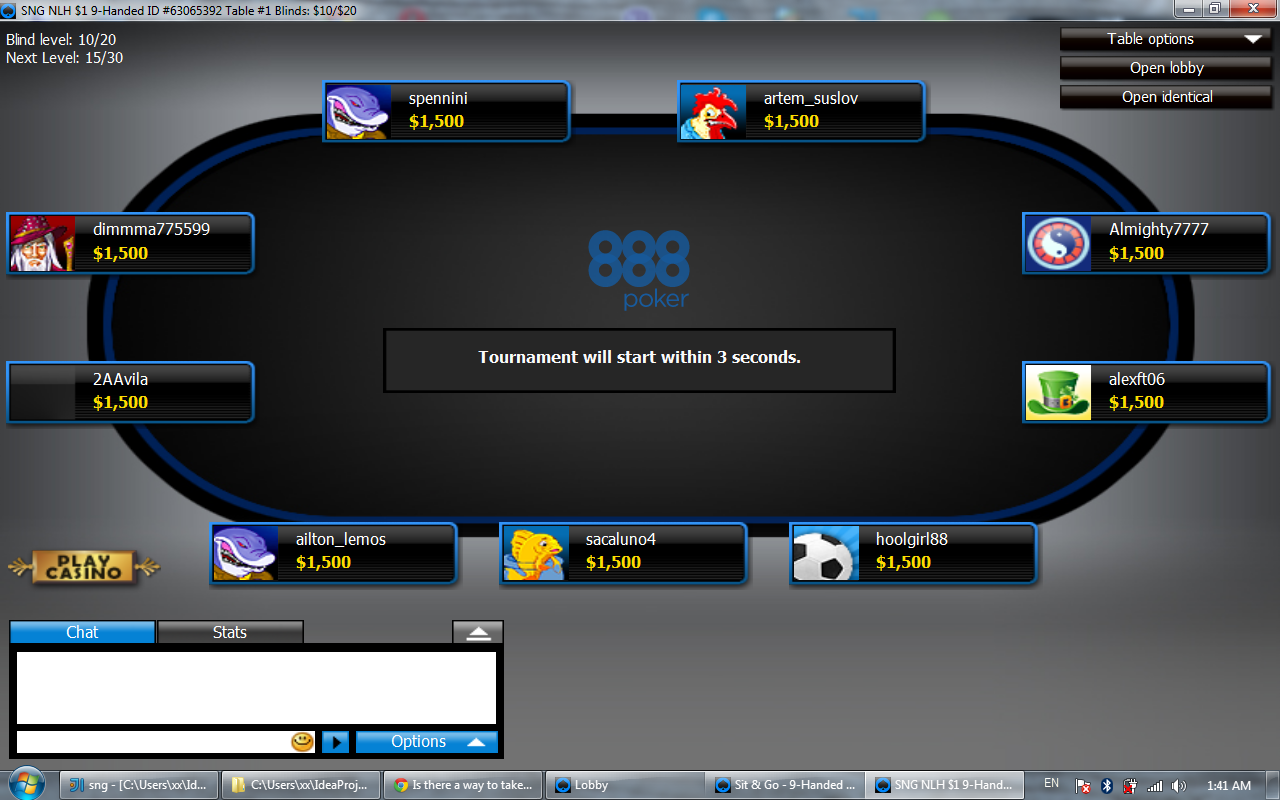 SNG NLH $1 9-Handed ID #63065392 Table #1 Blinds: $10/$20
Blind level: 10/20
Next Level: 15/30
Table options
Open lobby
Open identical
spennini
$1,500
artem_suslov
$1,500
dimmma775599
$1,500
Almighty7777
$1,500
888
poker
Tournament will start within 3 seconds.
2AAvila
$1,500
alexft06
$1,500
ailton_lemos
$1,500
sacaluno4
$1,500
hoolgirl88
$1,500
PLAY
CASINO
Chat
Stats
Options
sng - [C:\Users\xx\Id...
C:\Users\xx\IdeaProj...
Is there a way to take...
Lobby
Sit & Go - 9-Handed ...
SNG NLH $1 9-Hand...
EN
1:41 AM